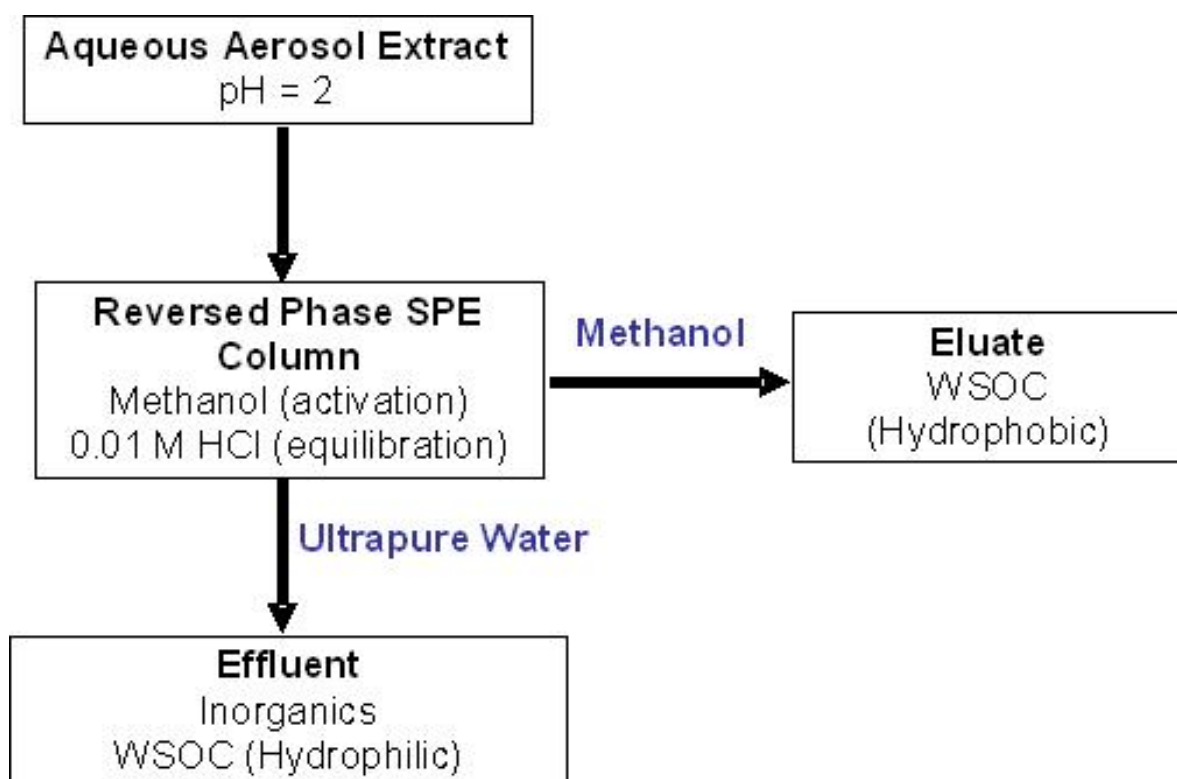 Aqueous Aerosol Extract
pH = 2
Reversed Phase SPE
Column
Methanol (activation)
0.01 M HCl (equilibration)
Methanol
Eluate
WSOC
(Hydrophobic)
Ultrapure Water
Effluent
Inorganics
WSOC (Hydrophilic)